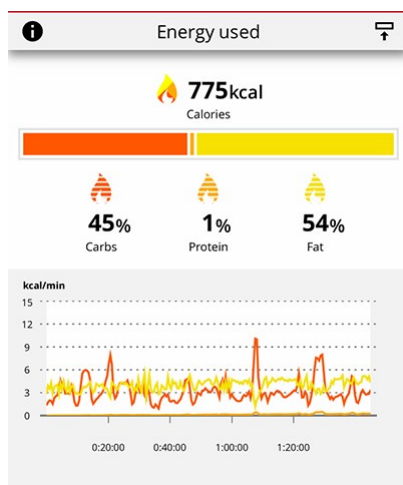 Energy used
775kcal
Calories
45% 1% 54%
Carbs Protein Fat
kcal/min
15
12
9
6
3
0
0:20:00 0:40:00 1:00:00 1:20:00